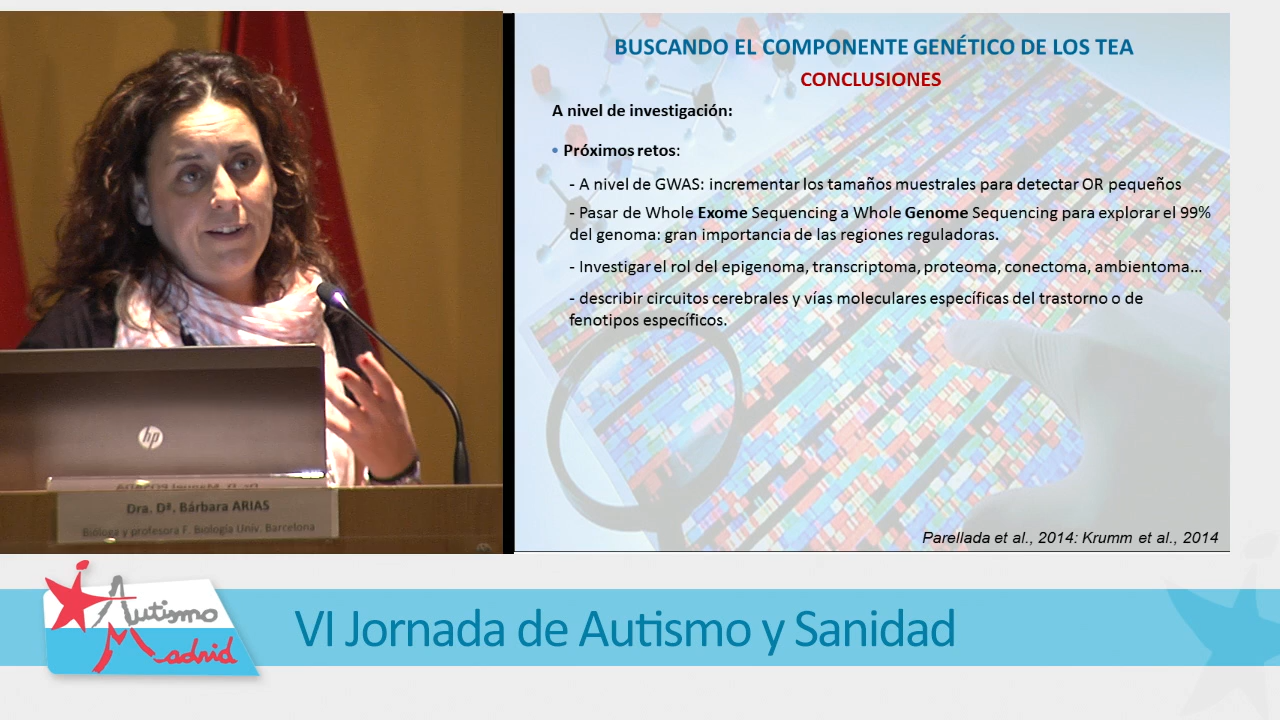 BUSCANDO EL COMPONENTE GENÉTICO DE LOS TEA
CONCLUSIONES
A nivel de investigación:
• Próximos retos:
- A nivel de GWAS: incrementar los tamaños muestrales para detectar OR pequeños
- Pasar de Whole Exome Sequencing a Whole Genome Sequencing para explorar el 99%
del genoma: gran importancia de las regiones reguladoras.
- Investigar el rol del epigenoma, transcriptoma, proteoma, conectoma, ambientoma...
- describir circuitos cerebrales y vías moleculares específicas del trastorno o de
fenotipos específicos.
Parellada et al., 2014: Krumm et al., 2014
hp
Dra. Dª. Bárbara ARIAS
Bióloga y profesora F. Biología Univ. Barcelona
Autismo
Madrid
VI Jornada de Autismo y Sanidad